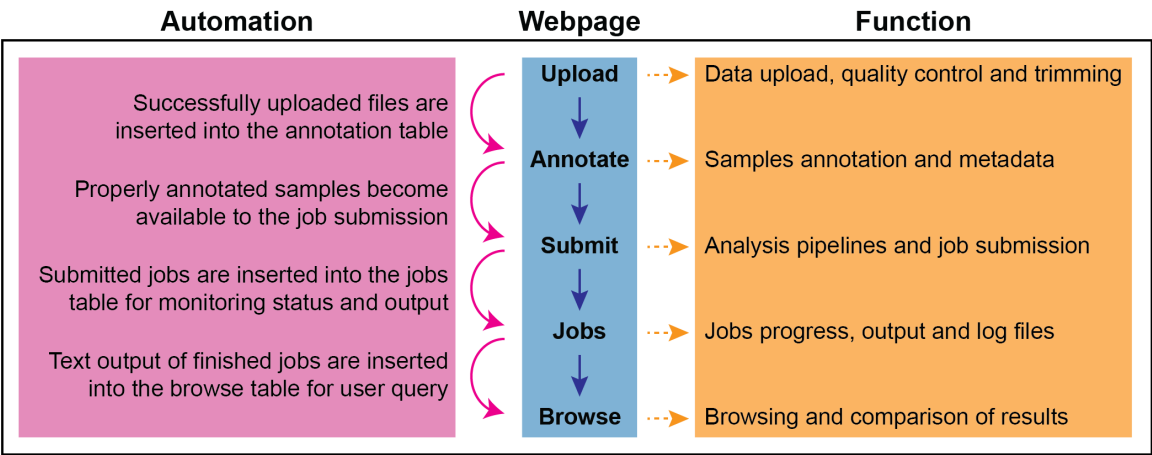 Automation
Webpage
Function
Successfully uploaded files are
inserted into the annotation table
Properly annotated samples become
available to the job submission
Submitted jobs are inserted into the jobs
table for monitoring status and output
Text output of finished jobs are inserted
into the browse table for user query
Upload
Annotate
Submit
Jobs
Browse
Data upload, quality control and trimming
Samples annotation and metadata
Analysis pipelines and job submission
Jobs progress, output and log files
Browsing and comparison of results